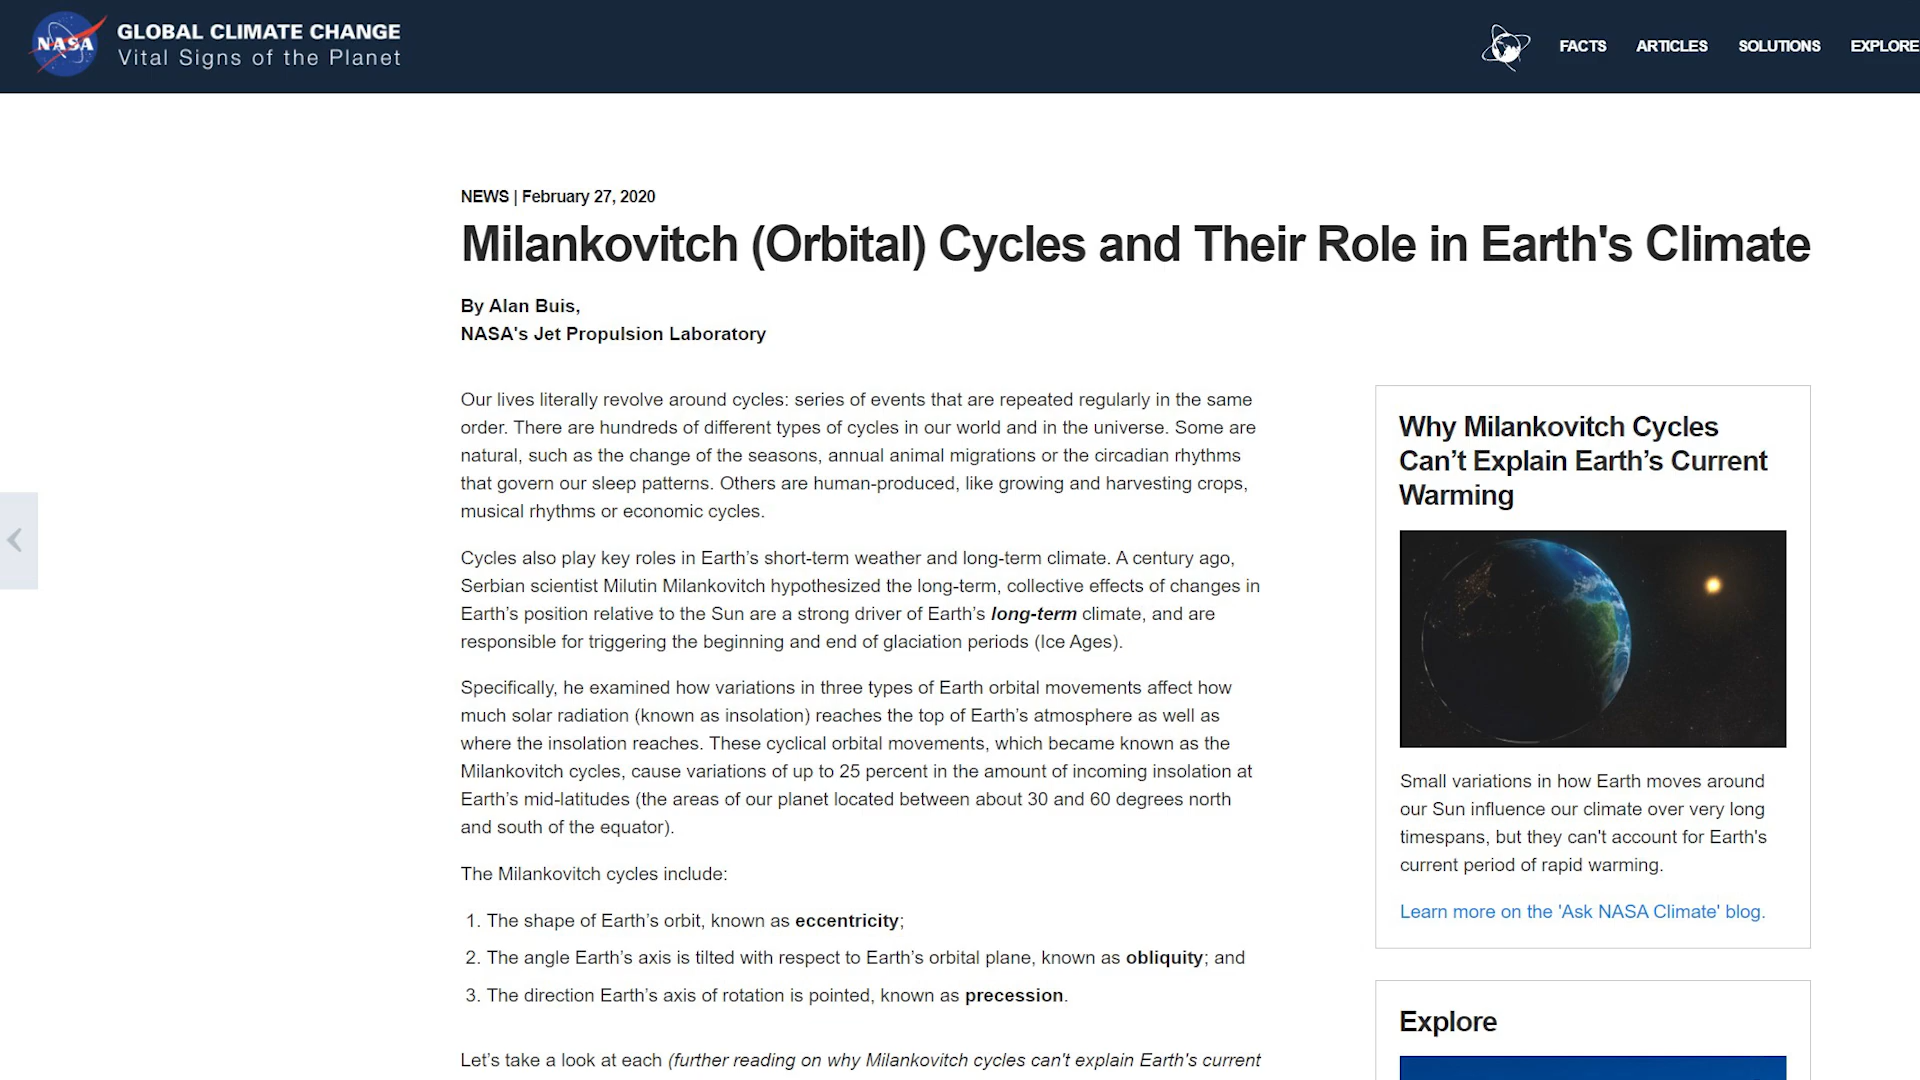 NASA
GLOBAL CLIMATE CHANGE
Vital Signs of the Planet
FACTS
ARTICLES
SOLUTIONS
EXPLORE
NEWS | February 27, 2020
Milankovitch (Orbital) Cycles and Their Role in Earth's Climate
By Alan Buis,
NASA's Jet Propulsion Laboratory
Our lives literally revolve around cycles: series of events that are repeated regularly in the same
order. There are hundreds of different types of cycles in our world and in the universe. Some are
natural, such as the change of the seasons, annual animal migrations or the circadian rhythms
that govern our sleep patterns. Others are human-produced, like growing and harvesting crops,
musical rhythms or economic cycles.
Cycles also play key roles in Earth’s short-term weather and long-term climate. A century ago,
Serbian scientist Milutin Milankovitch hypothesized the long-term, collective effects of changes in
Earth’s position relative to the Sun are a strong driver of Earth’s long-term climate, and are
responsible for triggering the beginning and end of glaciation periods (Ice Ages).
Specifically, he examined how variations in three types of Earth orbital movements affect how
much solar radiation (known as insolation) reaches the top of Earth’s atmosphere as well as
where the insolation reaches. These cyclical orbital movements, which became known as the
Milankovitch cycles, cause variations of up to 25 percent in the amount of incoming insolation at
Earth’s mid-latitudes (the areas of our planet located between about 30 and 60 degrees north
and south of the equator).
The Milankovitch cycles include:
1. The shape of Earth’s orbit, known as eccentricity;
2. The angle Earth’s axis is tilted with respect to Earth’s orbital plane, known as obliquity; and
3. The direction Earth’s axis of rotation is pointed, known as precession.
Let’s take a look at each (further reading on why Milankovitch cycles can't explain Earth's current
Why Milankovitch Cycles
Can’t Explain Earth’s Current
Warming
Small variations in how Earth moves around
our Sun influence our climate over very long
timespans, but they can't account for Earth's
current period of rapid warming.
Learn more on the 'Ask NASA Climate' blog.
Explore